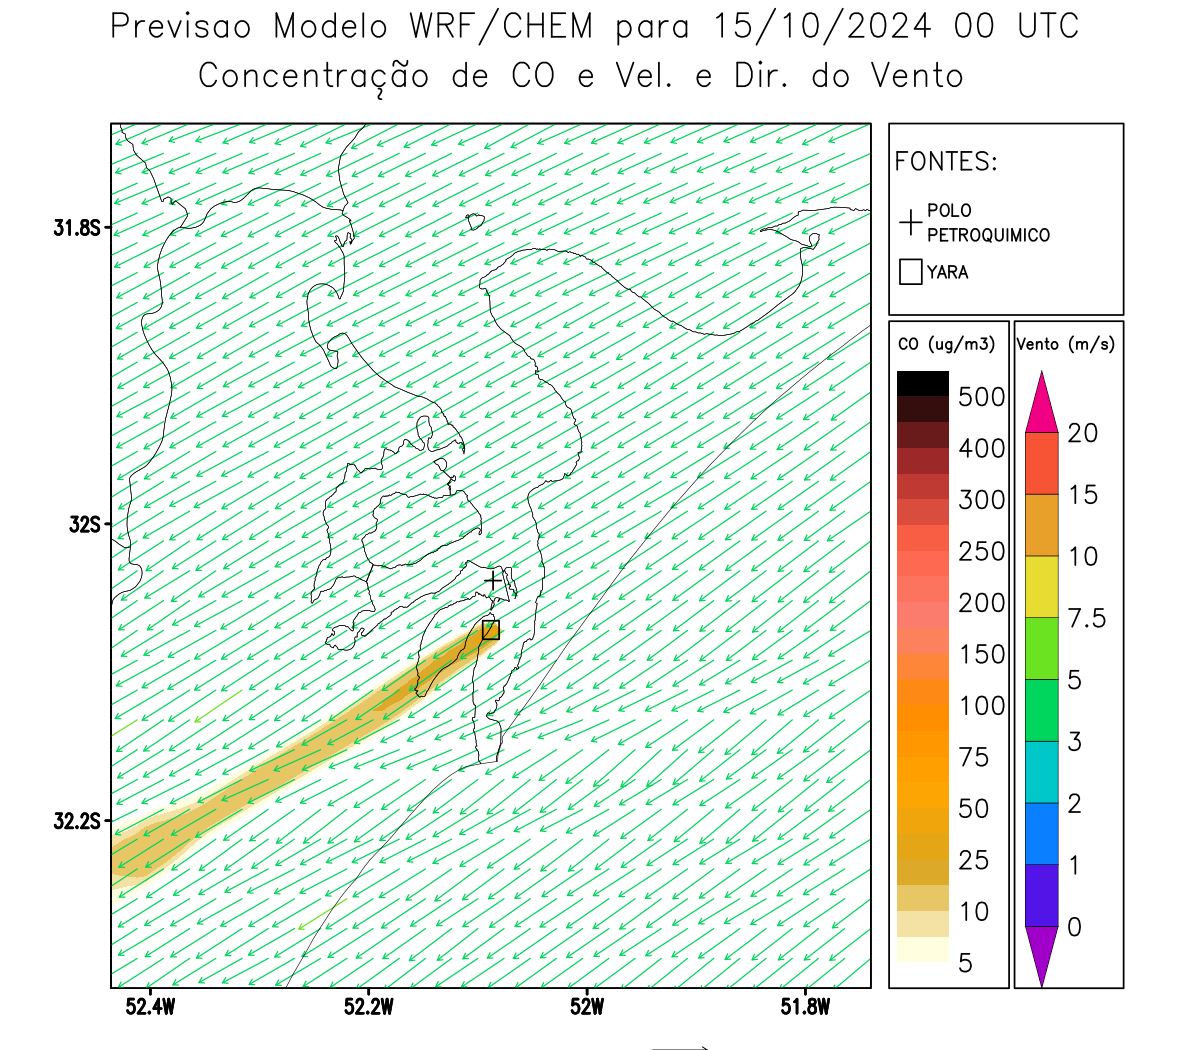 Previsao Modelo WRF/CHEM para 15/10/2024 00 UTC
Concentração de CO e Vel. e Dir. do Vento
FONTES:
POLO
PETROQUIMICO
YARA
CO (ug/m3)
500
400
300
250
200
150
100
75
50
25
10
5
Vento (m/s)
20
15
10
7.5
5
3
2
1
0
31.8S
32S
32.2S
52.4W
52.2W
52W
51.8W